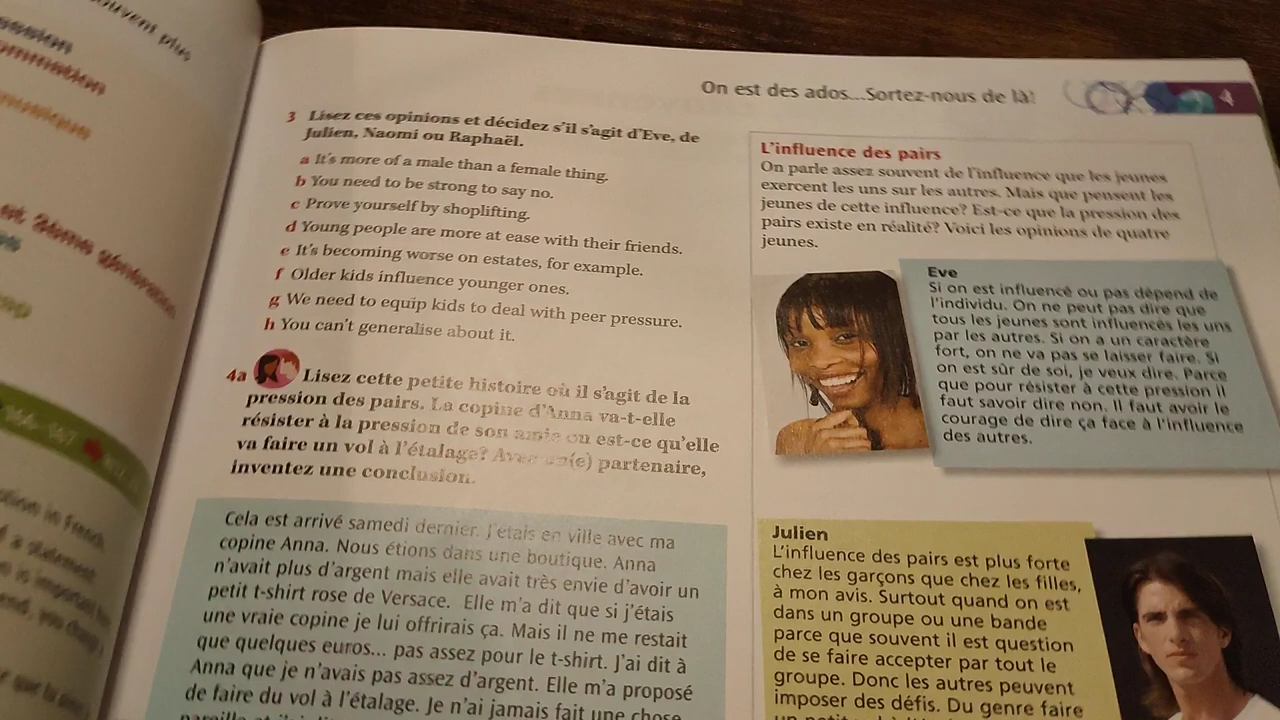 souvent plus
ession
ommation
On est des ados...Sortez-nous de là!
4
3 Lisez ces opinions et décidez s'il s'agit d'Eve, de
Julien, Naomi ou Raphaël.
a It's more of a male than a female thing.
b You need to be strong to say no.
c Prove yourself by shoplifting.
d Young people are more at ease with their friends.
e It's becoming worse on estates, for example.
f Older kids influence younger ones.
g We need to equip kids to deal with peer pressure.
h You can't generalise about it.
4a Lisez cette petite histoire où il s'agit de la
pression des pairs. La copine d'Anna va-t-elle
résister à la pression de son amie ou est-ce qu'elle
va faire un vol à l'étalage? Avec un(e) partenaire,
inventez une conclusion.
Cela est arrivé samedi dernier. J'étais en ville avec ma
copine Anna. Nous étions dans une boutique. Anna
n'avait plus d'argent mais elle avait très envie d'avoir un
petit t-shirt rose de Versace. Elle m'a dit que si j'étais
une vraie copine je lui offrirais ça. Mais il ne me restait
que quelques euros... pas assez pour le t-shirt. J'ai dit à
Anna que je n'avais pas assez d'argent. Elle m'a proposé
de faire du vol à l'étalage. Je n'ai jamais fait une chose
L'influence des pairs
On parle assez souvent de l'influence que les jeunes
exercent les uns sur les autres. Mais que pensent les
jeunes de cette influence? Est-ce que la pression des
pairs existe en réalité? Voici les opinions de quatre
jeunes.
Eve
Si on est influencé ou pas dépend de
l'individu. On ne peut pas dire que
tous les jeunes sont influencés les uns
par les autres. Si on a un caractère
fort, on ne va pas se laisser faire. Si
on est sûr de soi, je veux dire. Parce
que pour résister à cette pression il
faut savoir dire non. Il faut avoir le
courage de dire ça face à l'influence
des autres.
Julien
L'influence des pairs est plus forte
chez les garçons que chez les filles,
à mon avis. Surtout quand on est
dans un groupe ou une bande
parce que souvent il est question
de se faire accepter par tout le
groupe. Donc les autres peuvent
imposer des défis. Du genre faire